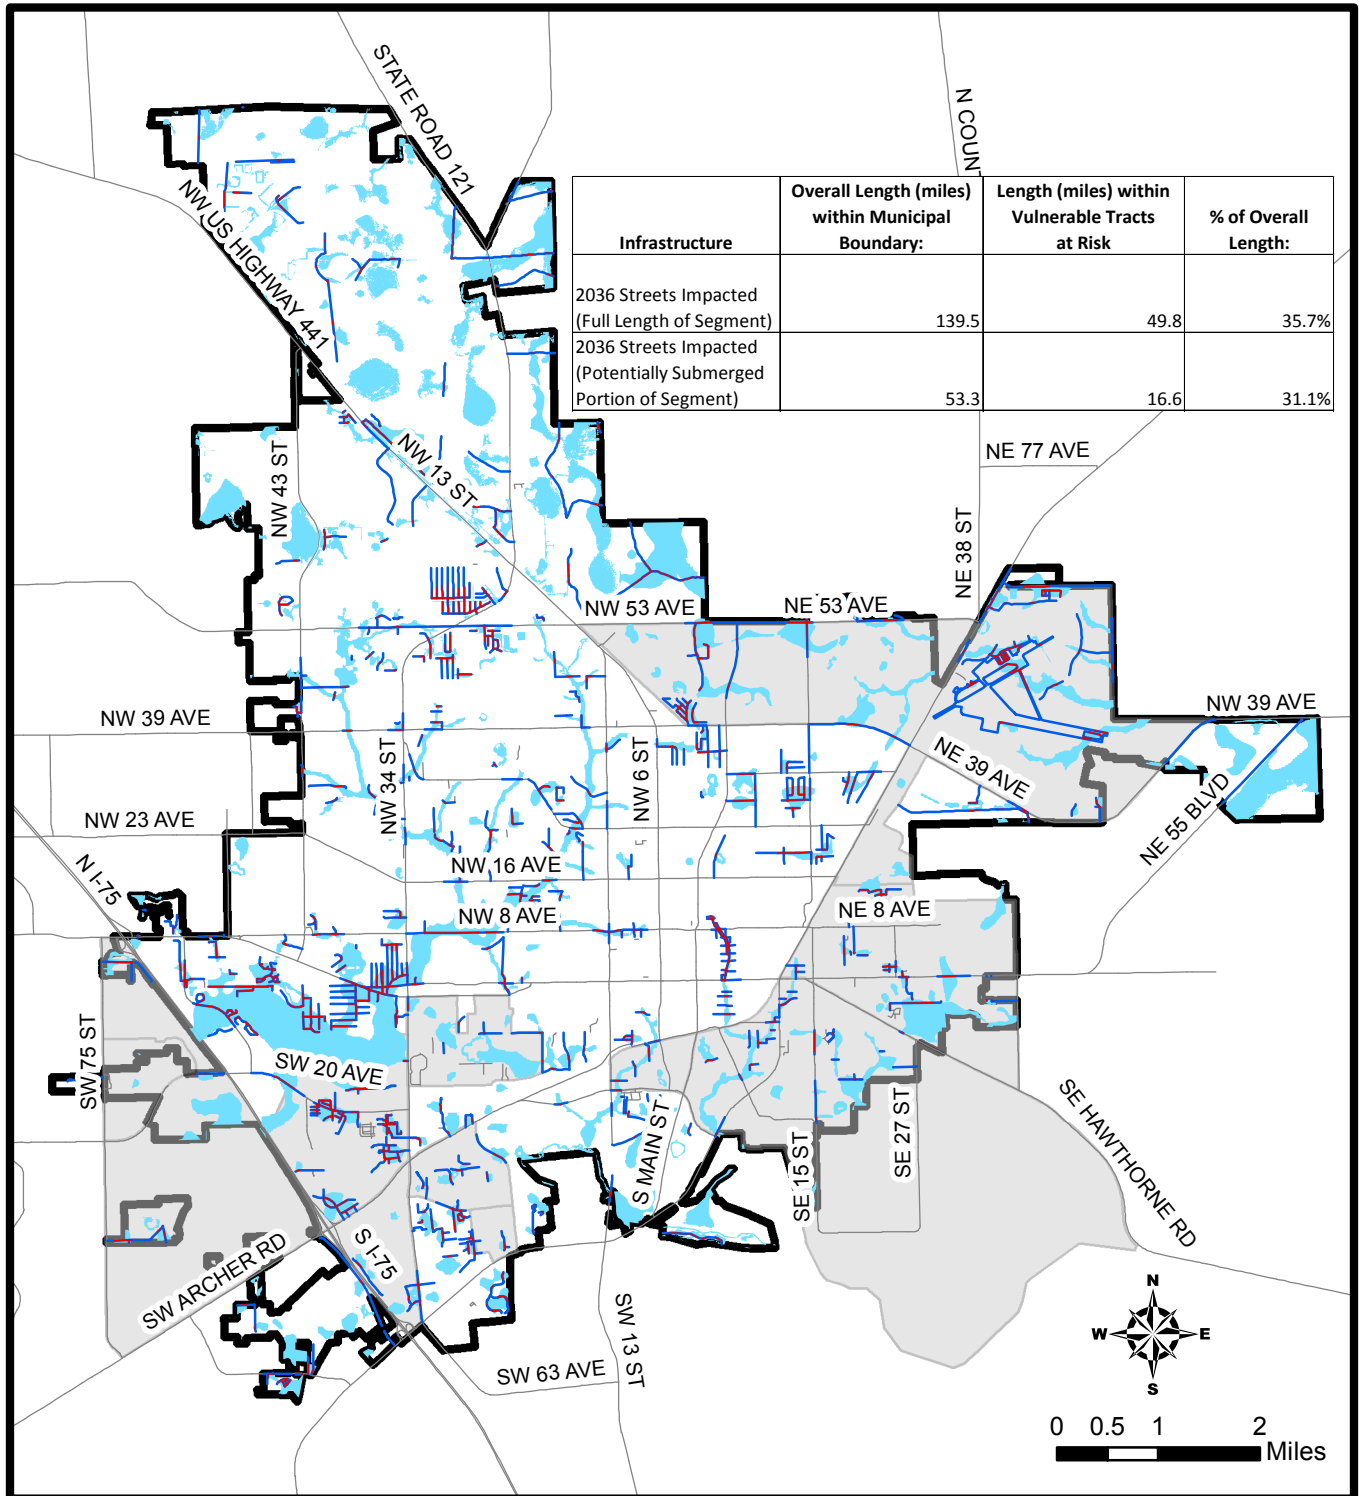 STATE ROAD 121
N COUN
NW US HIGHWAY 441
Infrastructure
Overall Length (miles)
within Municipal
Boundary:
Length (miles) within
Vulnerable Tracts
at Risk
% of Overall
Length:
2036 Streets Impacted
(Full Length of Segment)
139.5
49.8
35.7%
2036 Streets Impacted
(Potentially Submerged
Portion of Segment)
53.3
16.6
31.1%
NW 43 ST
NW 13 ST
NE 77 AVE
NE 38 ST
NW 53 AVE
NE 53 AVE
NW 39 AVE
NW 39 AVE
NW 34 ST
NW 6 ST
NE 39 AVE
NW 23 AVE
NE 55 BLVD
N I-75
NW 16 AVE
NW 8 AVE
NE 8 AVE
SW 75 ST
SW 20 AVE
S MAIN ST
SE 15 ST
SE 27 ST
SE HAWTHORNE RD
SW ARCHER RD
S I-75
SW 13 ST
SW 63 AVE
N
W
E
S
0 0.5 1 2
Miles